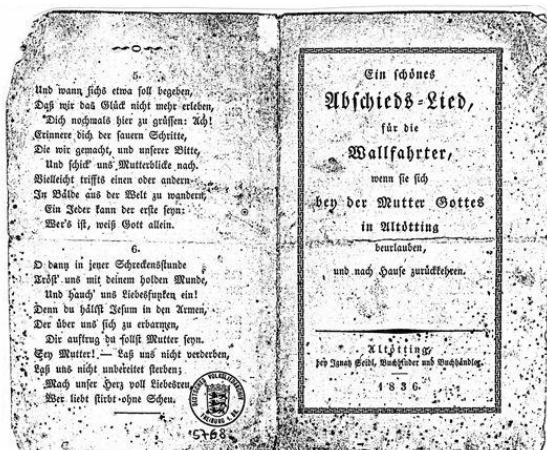 5.
Und wann sichs etwa soll begeben,
Daß wir das Glück nicht mehr erleben,
Dich nochmals hier zu grüssen: Ach!
Erinnere dich der sauern Schritte,
Die wir gemacht, und unserer Bitte,
Und schick' uns Mutterblicke nach.
Vielleicht triffts einen oder andern
In Bälde aus der Welt zu wandern,
Ein Jeder kann der erste seyn:
Wer's ist, weiß Gott allein.
6.
O dann in jener Schreckensstunde
Tröst' uns mit deinem holden Munde,
Und hauch' uns Liebesfunken ein!
Denn du hältst Jesum in den Armen,
Der über uns sich zu erbarmen,
Dir auftrug du sollst Mutter seyn.
Sey Mutter! — Laß uns nicht verderben,
Laß uns nicht unbereitet sterben;
Mach unser Herz voll Liebesreu,
Wer liebt stirbt ohne Scheu.
5768
Ein schönes
Abschieds-Lied,
für die
Wallfahrter,
wenn sie sich
bey der Mutter Gottes
in Altötting
beurlauben,
und nach Hause zurückkehren.
Altötting,
bey Ignatz Seidl, Buchbinder und Buchhändler.
1836.